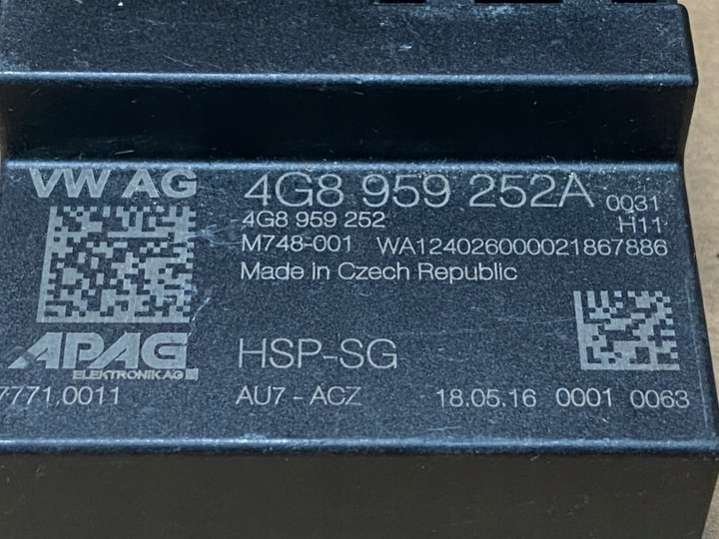 VW AG
4G8 959 252A 0031
4G8 959 252 H11
M748-001 WA124026000021867886
Made in Czech Republic
APAG
ELEKTRONIK AG
HSP-SG
7771.0011 AU7 - ACZ 18.05.16 0001 0063